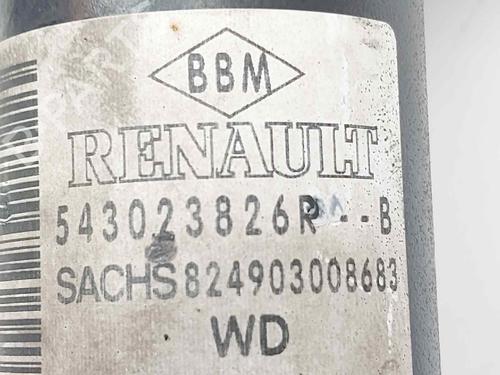 BBM
RENAULT
543023826R--B
SACHS824903008683
WD